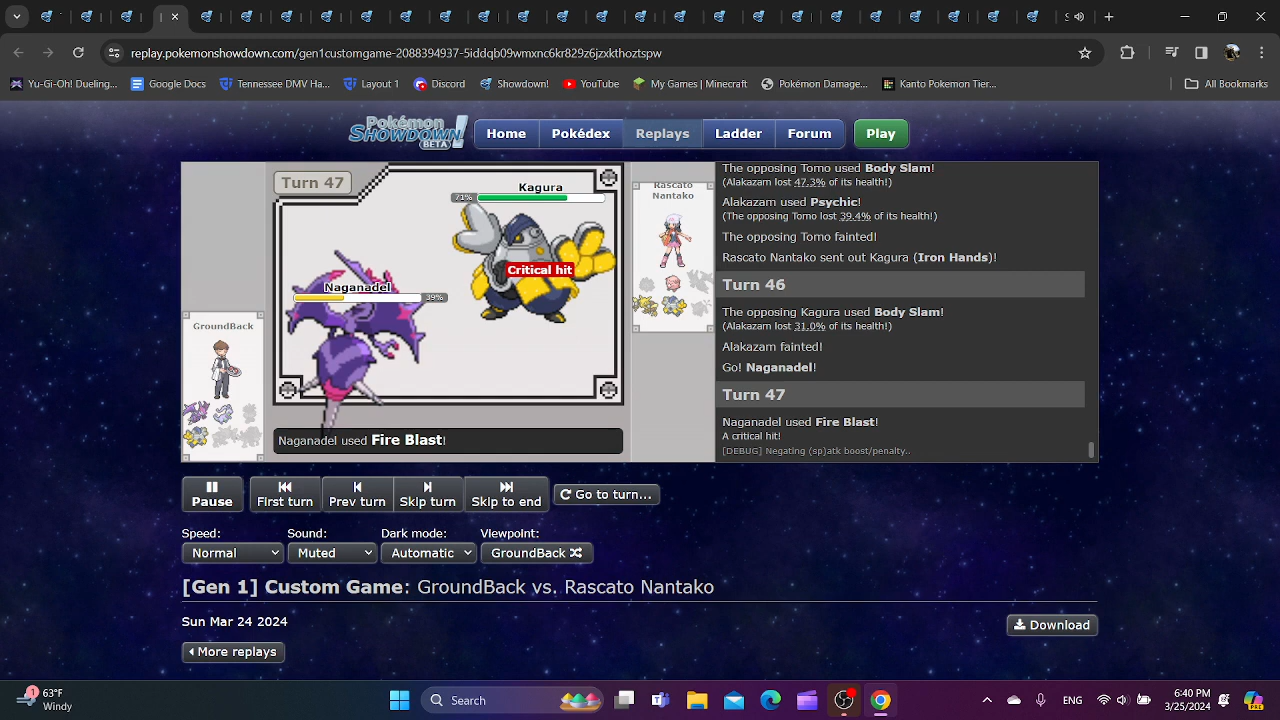 replay.pokemonshowdown.com/gen1customgame-2088394937-5iddqb09wmxnc6kr829z6jzxkthoztspw
Yu-Gi-Oh! Dueling...
Google Docs
Tennessee DMV Ha...
Layout 1
Discord
Showdown!
YouTube
My Games | Minecraft
Pokémon Damage...
Kanto Pokemon Tier...
All Bookmarks
Pokémon
SHOWDOWN!
BETA
Home
Pokédex
Replays
Ladder
Forum
Play
Turn 47
Kagura
71%
Critical hit
Naganadel
39%
GroundBack
Rascato
Nantako
Naganadel used Fire Blast!
The opposing Tomo used Body Slam!
(Alakazam lost 47.3% of its health!)
Alakazam used Psychic!
(The opposing Tomo lost 39.4% of its health!)
The opposing Tomo fainted!
Rascato Nantako sent out Kagura (Iron Hands)!
Turn 46
The opposing Kagura used Body Slam!
(Alakazam lost 31.9% of its health!)
Alakazam fainted!
Go! Naganadel!
Turn 47
Naganadel used Fire Blast!
A critical hit!
[DEBUG] Negating (sp)atk boost/penalty..
Pause
First turn
Prev turn
Skip turn
Skip to end
Go to turn...
Speed:
Sound:
Dark mode:
Viewpoint:
Normal
Muted
Automatic
GroundBack
[Gen 1] Custom Game: GroundBack vs. Rascato Nantako
Sun Mar 24 2024
Download
More replays
1
63°F
Windy
Search
ENG
6:40 PM
3/25/2024
PRE